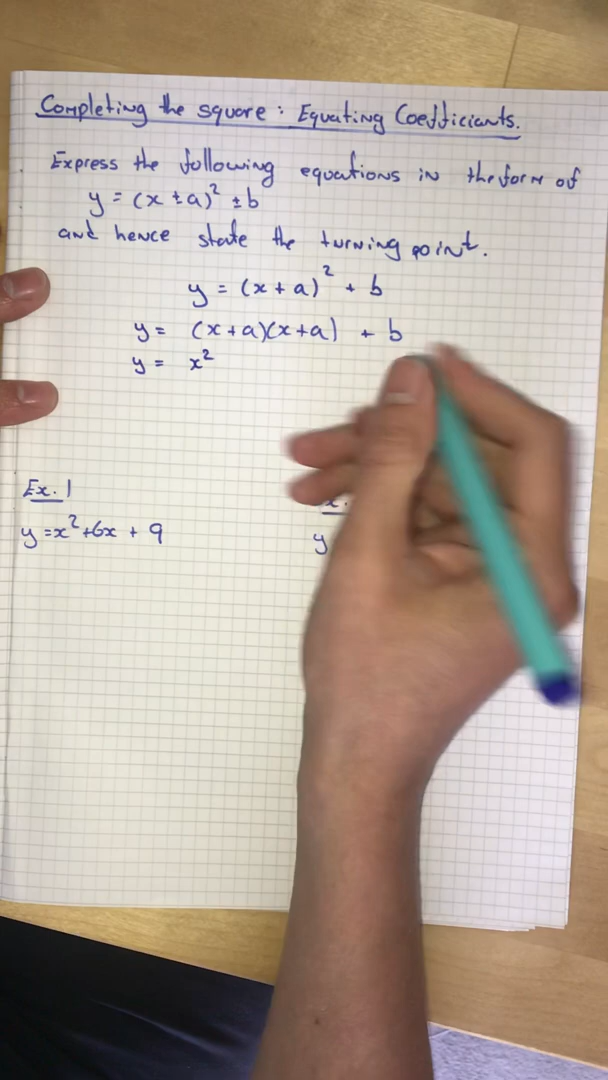 Completing the square : Equating Coefficients.
Express the following equations in the form of
y = (x ± a)² ± b
and hence state the turning point.
y = (x + a)² + b
y = (x + a)(x + a) + b
y = x²
Ex. 1
y = x² + 6x + 9
y